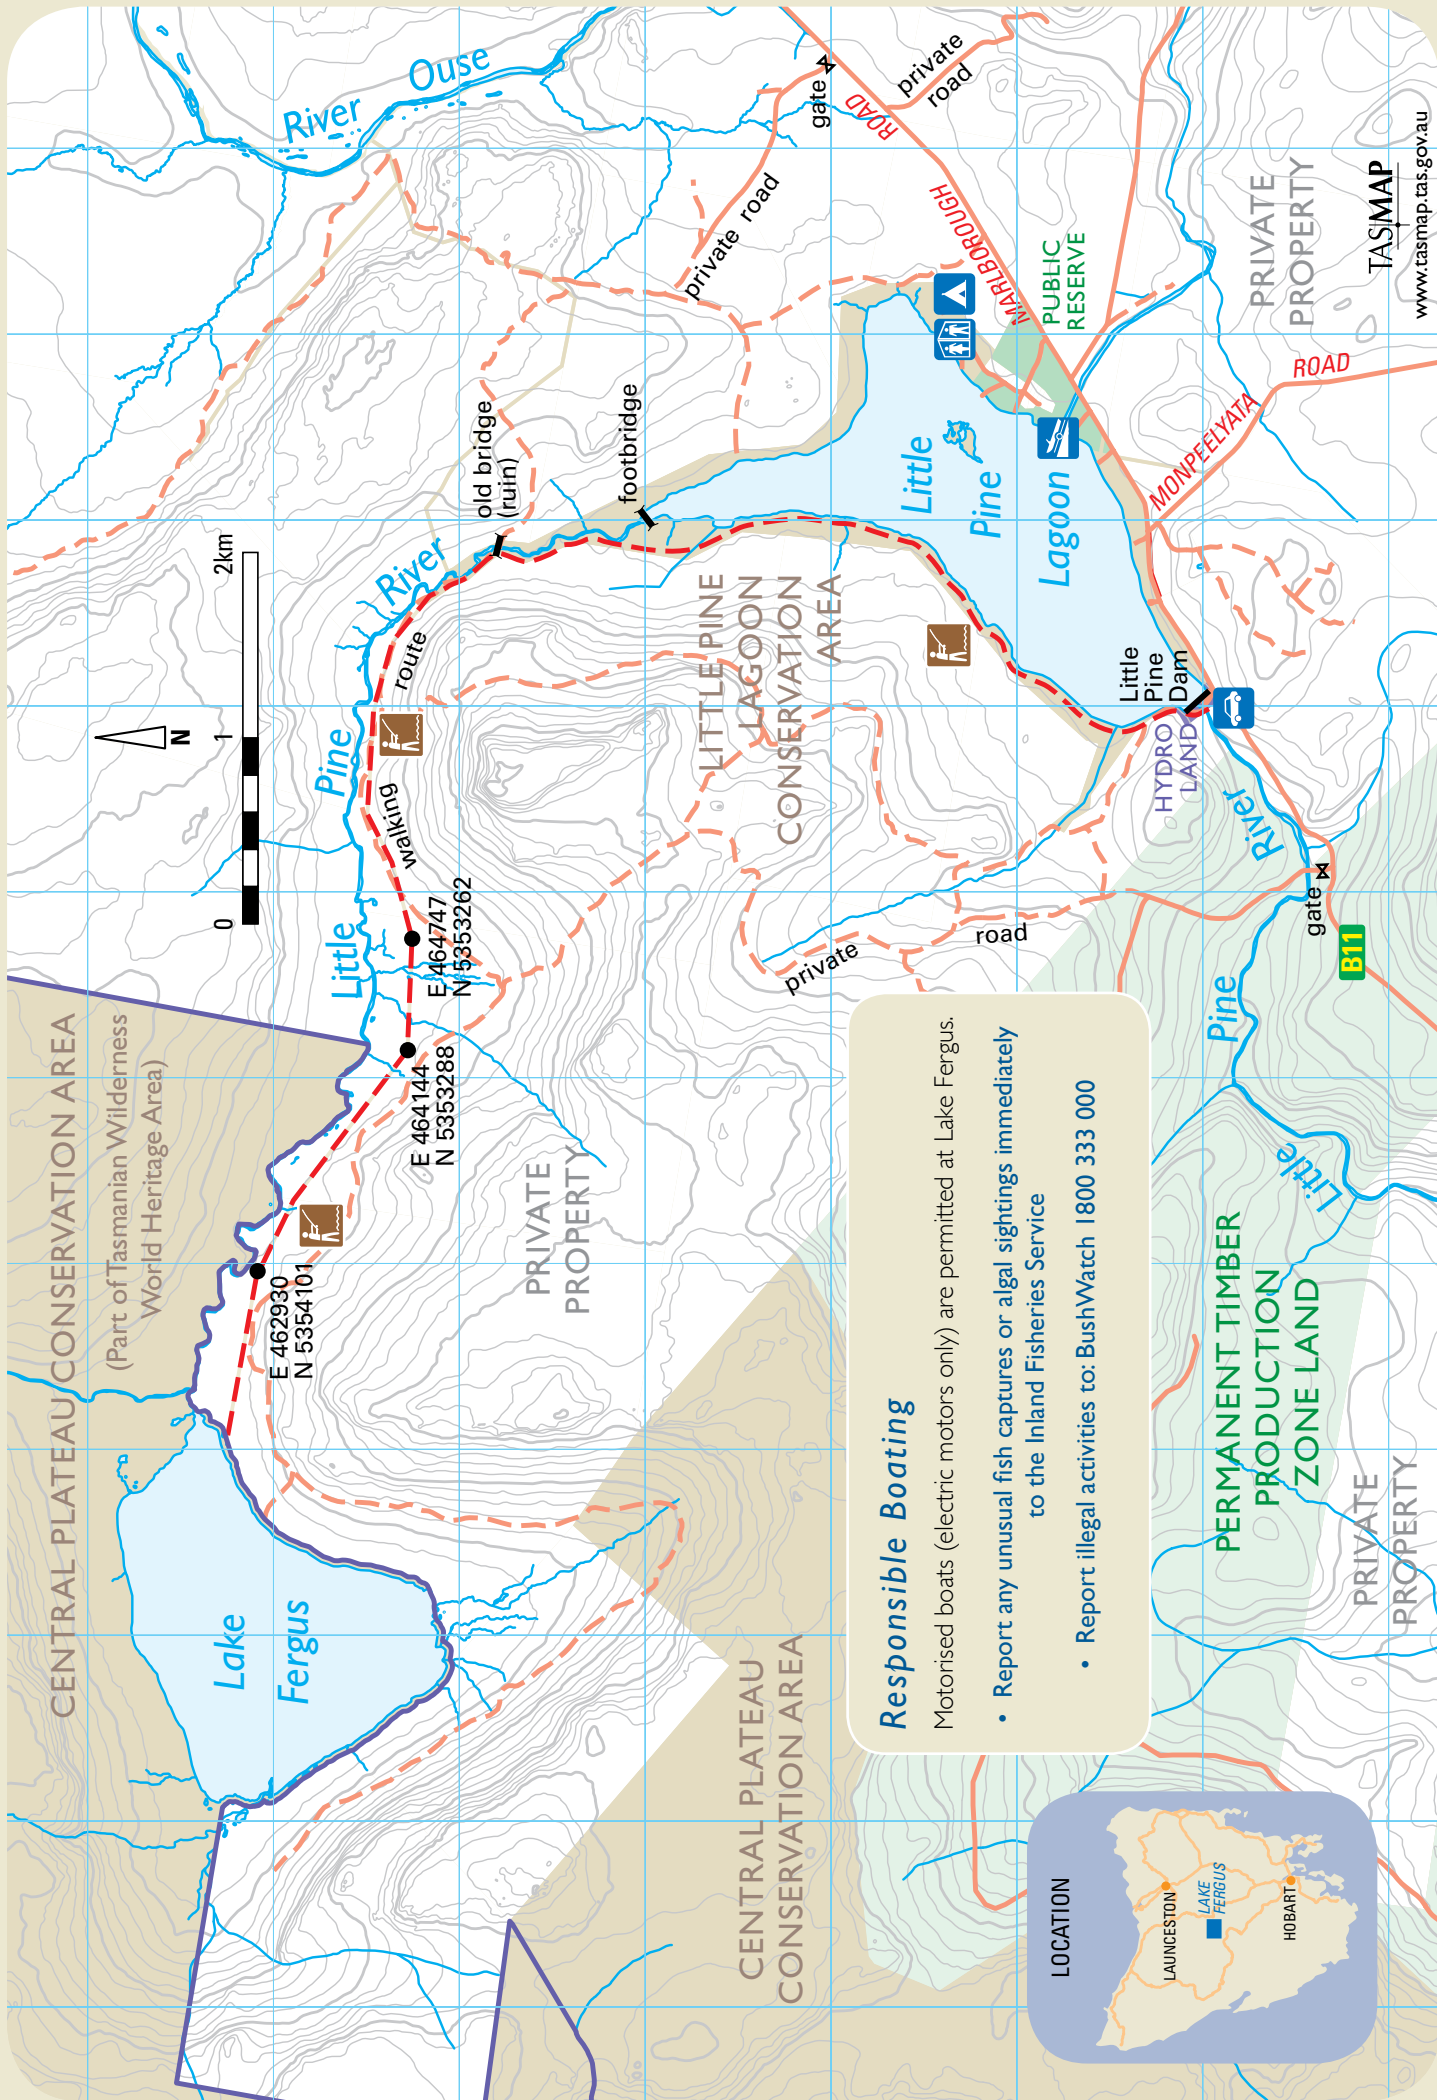 CENTRAL PLATEAU CONSERVATION AREA
(Part of Tasmanian Wilderness
World Heritage Area)
Lake
Fergus
E 462930
N 5354101
E 464144
N 5353288
E 464747
N 5353262
Little
Pine
River
walking
route
0
1
2km
N
old bridge
(ruin)
footbridge
River
Ouse
private road
gate
private
road
MARLBOROUGH
ROAD
PUBLIC
RESERVE
Little
Pine
Lagoon
LITTLE PINE
LAGOON
CONSERVATION
AREA
Little
Pine
Dam
HYDRO
LAND
MONPEELYATA
ROAD
PRIVATE
PROPERTY
PRIVATE
PROPERTY
private
road
gate
B11
River
Pine
Little
CENTRAL PLATEAU
CONSERVATION AREA
Responsible Boating
Motorised boats (electric motors only) are permitted at Lake Fergus.
• Report any unusual fish captures or algal sightings immediately
to the Inland Fisheries Service
• Report illegal activities to: BushWatch 1800 333 000
PERMANENT TIMBER
PRODUCTION
ZONE LAND
PRIVATE
PROPERTY
LOCATION
LAUNCESTON
LAKE
FERGUS
HOBART
TASMAP
www.tasmap.tas.gov.au